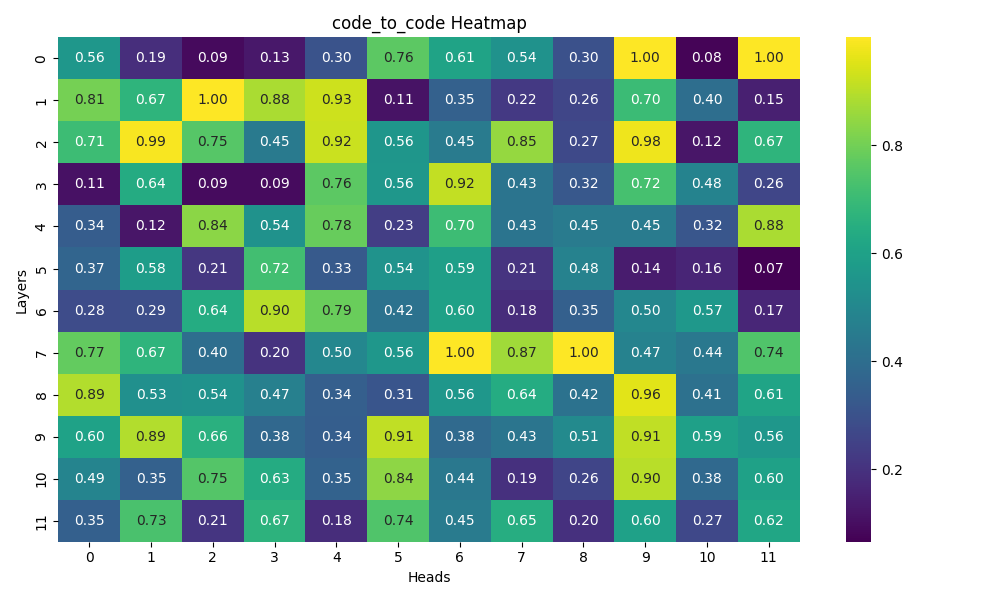 code_to_code Heatmap
Layers
0 0.56 0.19 0.09 0.13 0.30 0.76 0.61 0.54 0.30 1.00 0.08 1.00
1 0.81 0.67 1.00 0.88 0.93 0.11 0.35 0.22 0.26 0.70 0.40 0.15
2 0.71 0.99 0.75 0.45 0.92 0.56 0.45 0.85 0.27 0.98 0.12 0.67
3 0.11 0.64 0.09 0.09 0.76 0.56 0.92 0.43 0.32 0.72 0.48 0.26
4 0.34 0.12 0.84 0.54 0.78 0.23 0.70 0.43 0.45 0.45 0.32 0.88
5 0.37 0.58 0.21 0.72 0.33 0.54 0.59 0.21 0.48 0.14 0.16 0.07
6 0.28 0.29 0.64 0.90 0.79 0.42 0.60 0.18 0.35 0.50 0.57 0.17
7 0.77 0.67 0.40 0.20 0.50 0.56 1.00 0.87 1.00 0.47 0.44 0.74
8 0.89 0.53 0.54 0.47 0.34 0.31 0.56 0.64 0.42 0.96 0.41 0.61
9 0.60 0.89 0.66 0.38 0.34 0.91 0.38 0.43 0.51 0.91 0.59 0.56
10 0.49 0.35 0.75 0.63 0.35 0.84 0.44 0.19 0.26 0.90 0.38 0.60
11 0.35 0.73 0.21 0.67 0.18 0.74 0.45 0.65 0.20 0.60 0.27 0.62
0 1 2 3 4 5 6 7 8 9 10 11
Heads
0.8
0.6
0.4
0.2